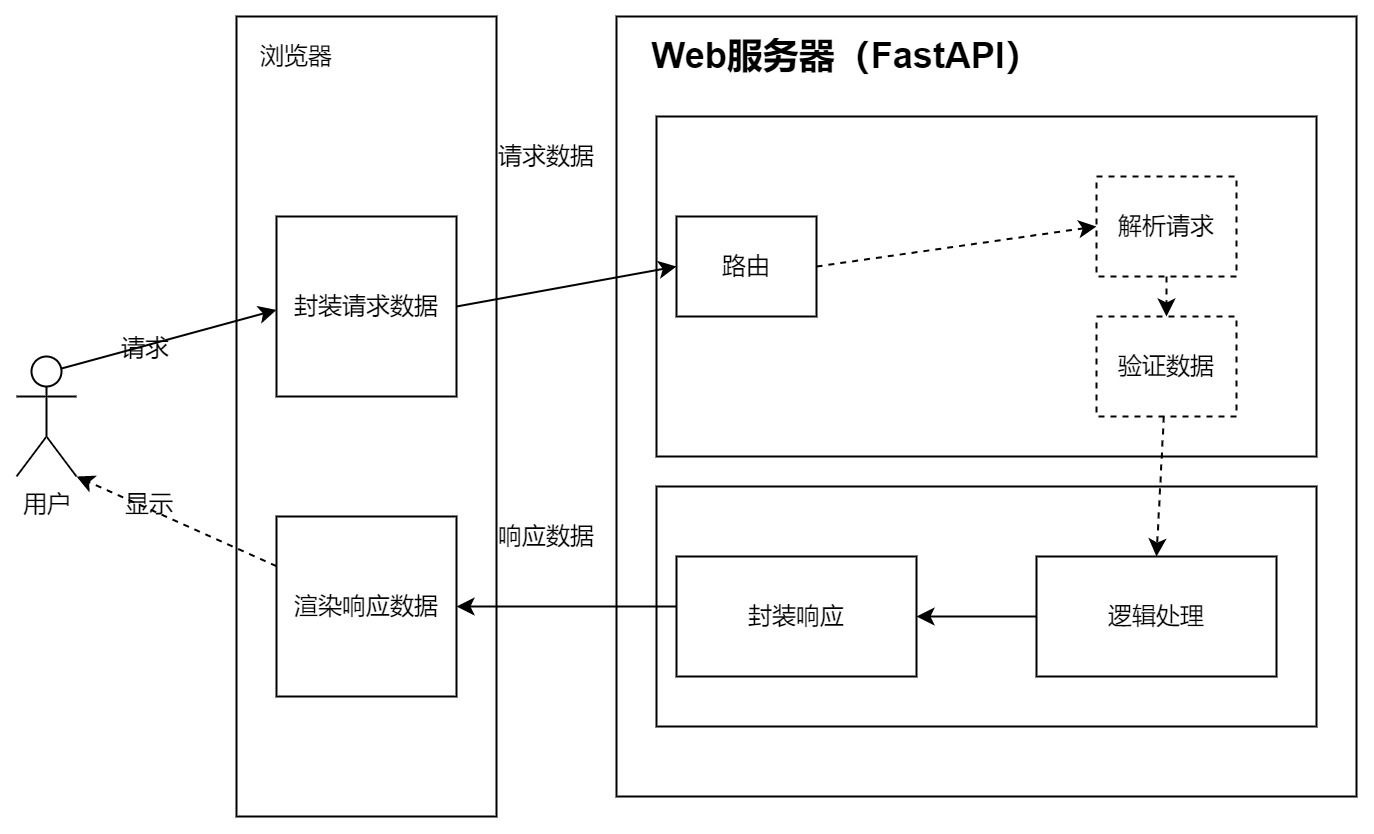 浏览器
Web服务器（FastAPI）
请求数据
解析请求
路由
封装请求数据
请求
验证数据
用户
显示
响应数据
渲染响应数据
封装响应
逻辑处理